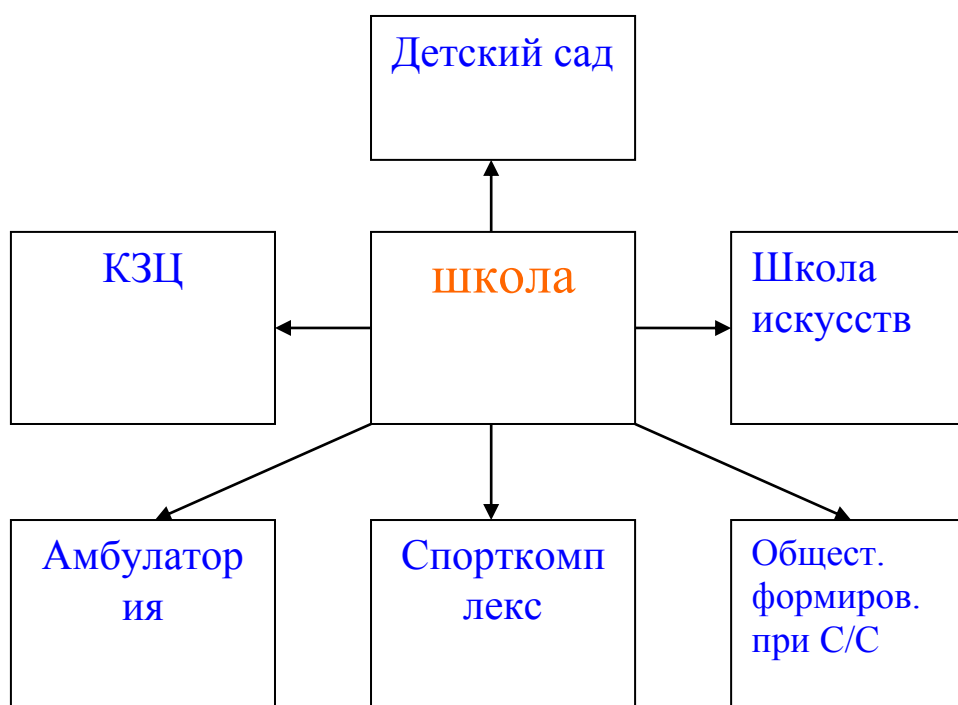 Детский сад
КЗЦ
школа
Школа
искусств
Амбулатор
ия
Спорткомп
лекс
Общест.
формиров.
при С/С